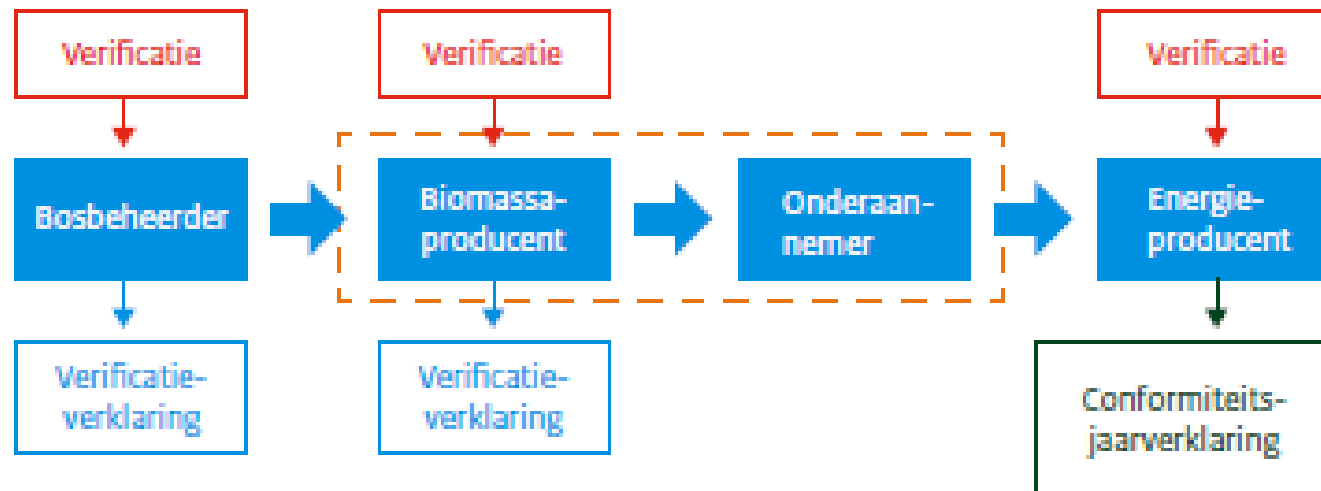 Verificatie
Verificatie
Verificatie
Bosbeheerder
Biomassa-
producent
Onderaan-
nemer
Energie-
producent
Verificatie-
verklaring
Verificatie-
verklaring
Conformiteits-
jaarverklaring